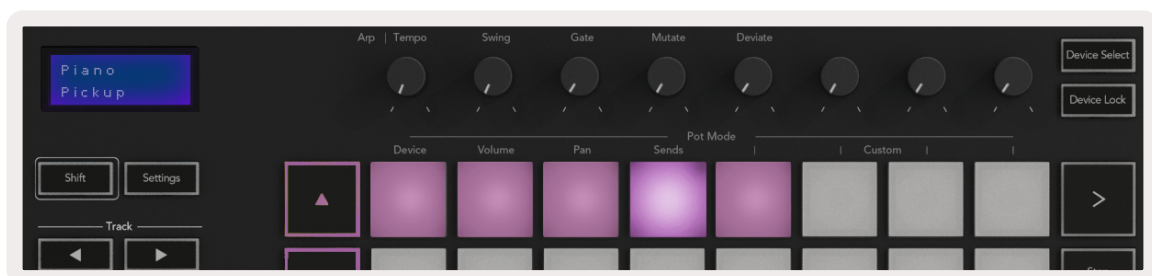 Arp | Tempo Swing Gate Mutate Deviate
Piano
Pickup
Device Select
Device Lock
Pot Mode
Device Volume Pan Sends Custom
Shift Settings
Track